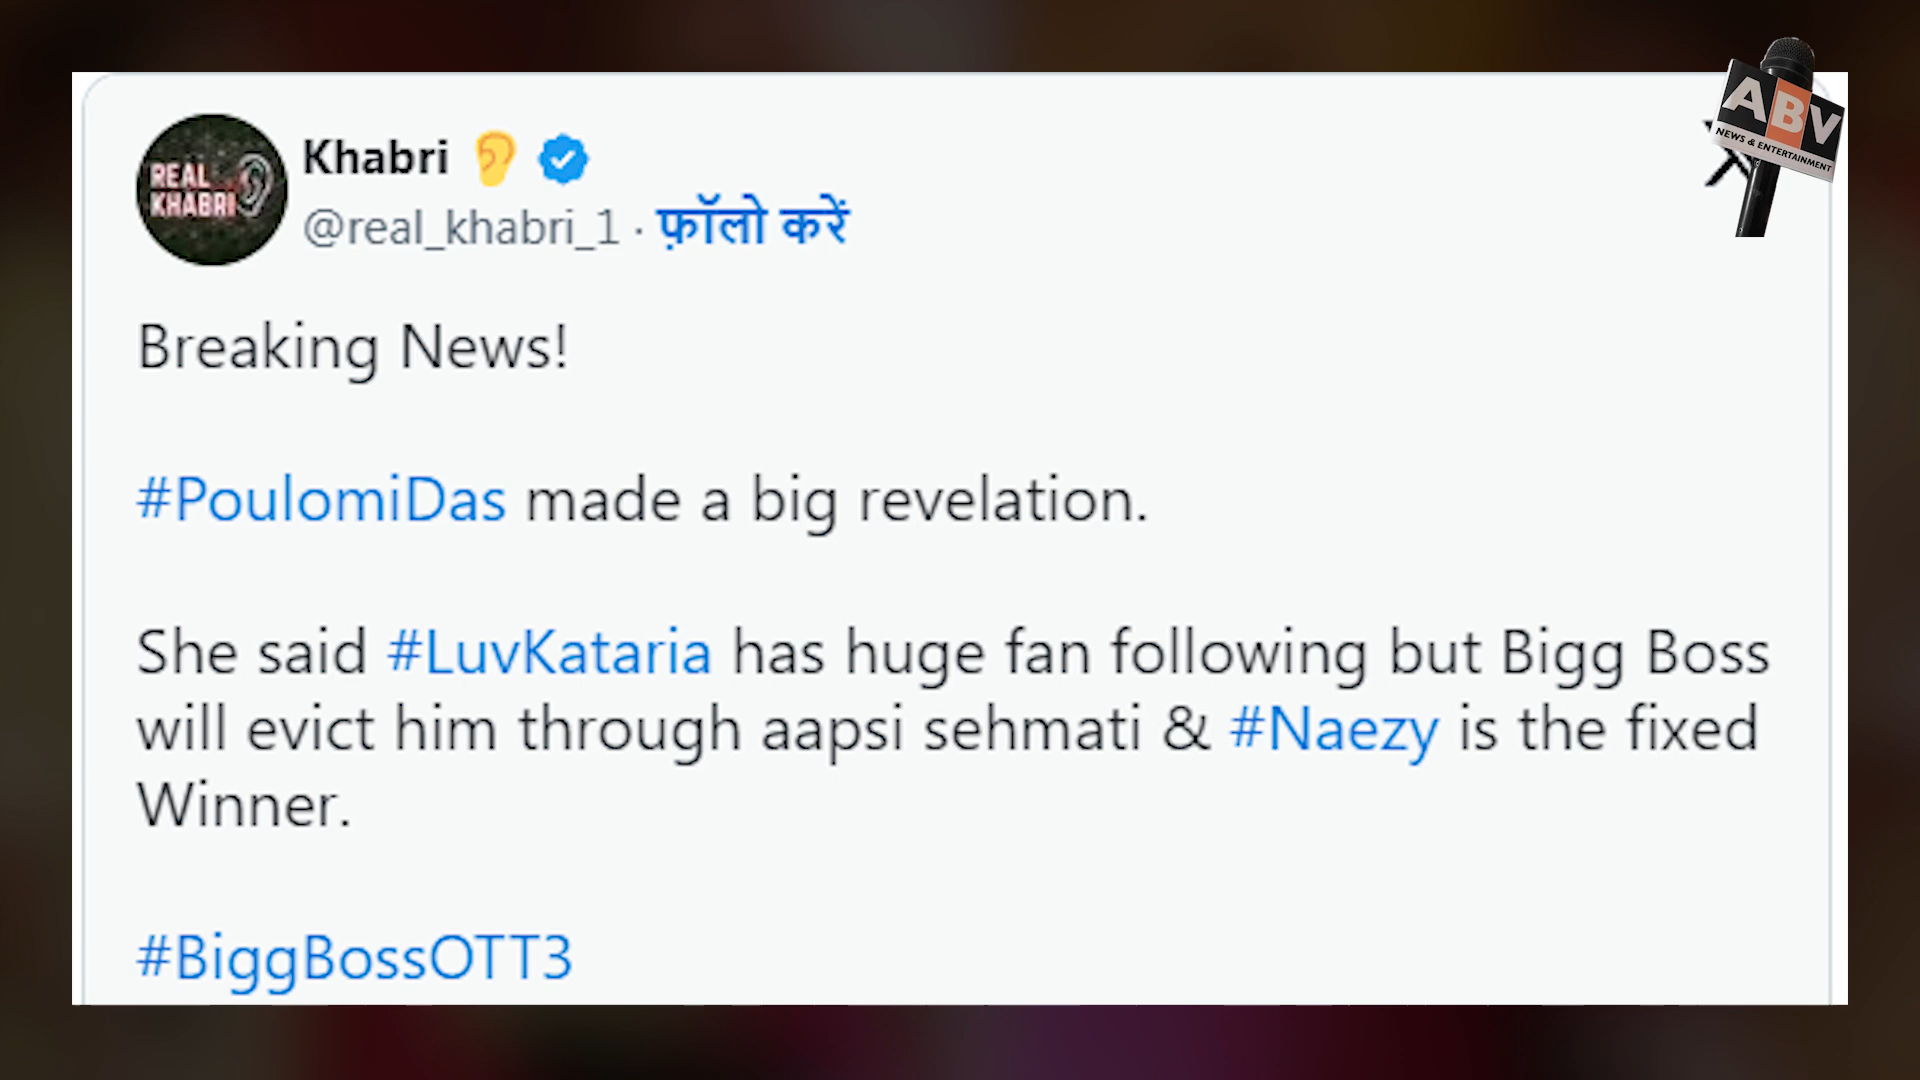 REAL
KHABRI
Khabri
@real_khabri_1 · फ़ॉलो करें
ABV
NEWS & ENTERTAINMENT
Breaking News!
#PoulomiDas made a big revelation.
She said #LuvKataria has huge fan following but Bigg Boss
will evict him through aapsi sehmati & #Naezy is the fixed
Winner.
#BiggBossOTT3